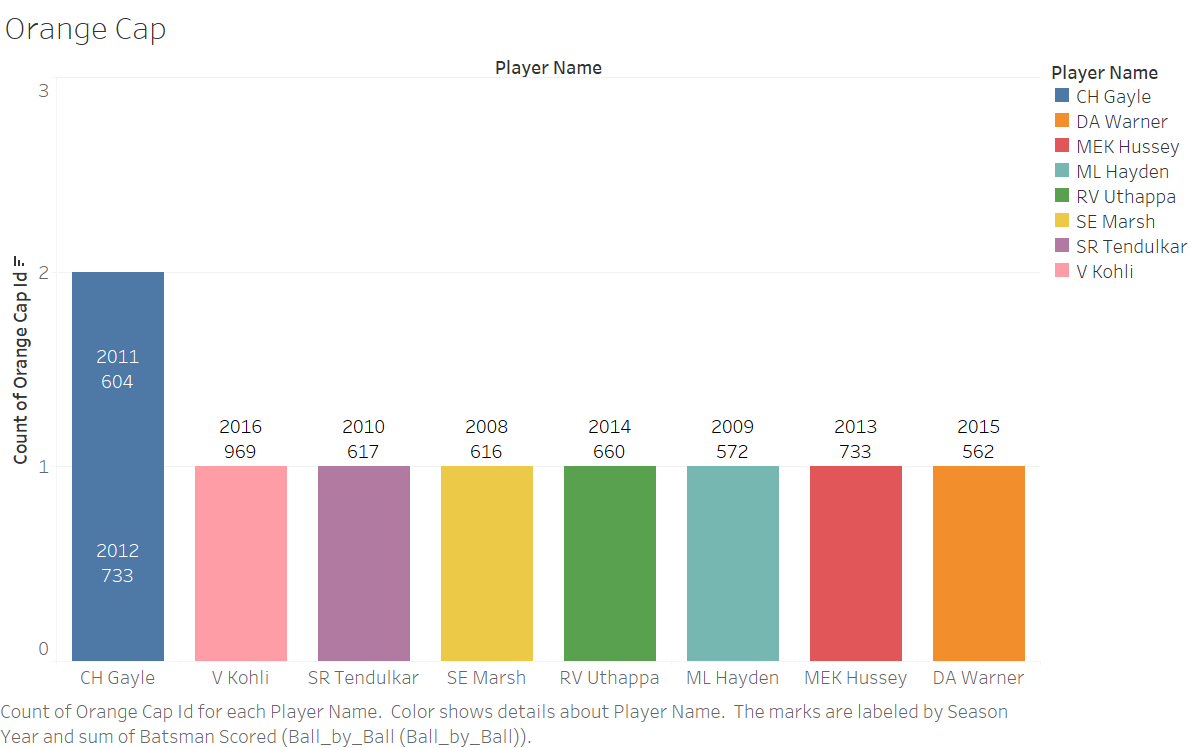 Orange Cap
Player Name
Player Name
CH Gayle
DA Warner
MEK Hussey
ML Hayden
RV Uthappa
SE Marsh
SR Tendulkar
V Kohli
Count of Orange Cap Id
3
2
1
0
2011
604
2012
733
2016
969
2010
617
2008
616
2014
660
2009
572
2013
733
2015
562
CH Gayle
V Kohli
SR Tendulkar
SE Marsh
RV Uthappa
ML Hayden
MEK Hussey
DA Warner
Count of Orange Cap Id for each Player Name. Color shows details about Player Name. The marks are labeled by Season
Year and sum of Batsman Scored (Ball_by_Ball (Ball_by_Ball)).